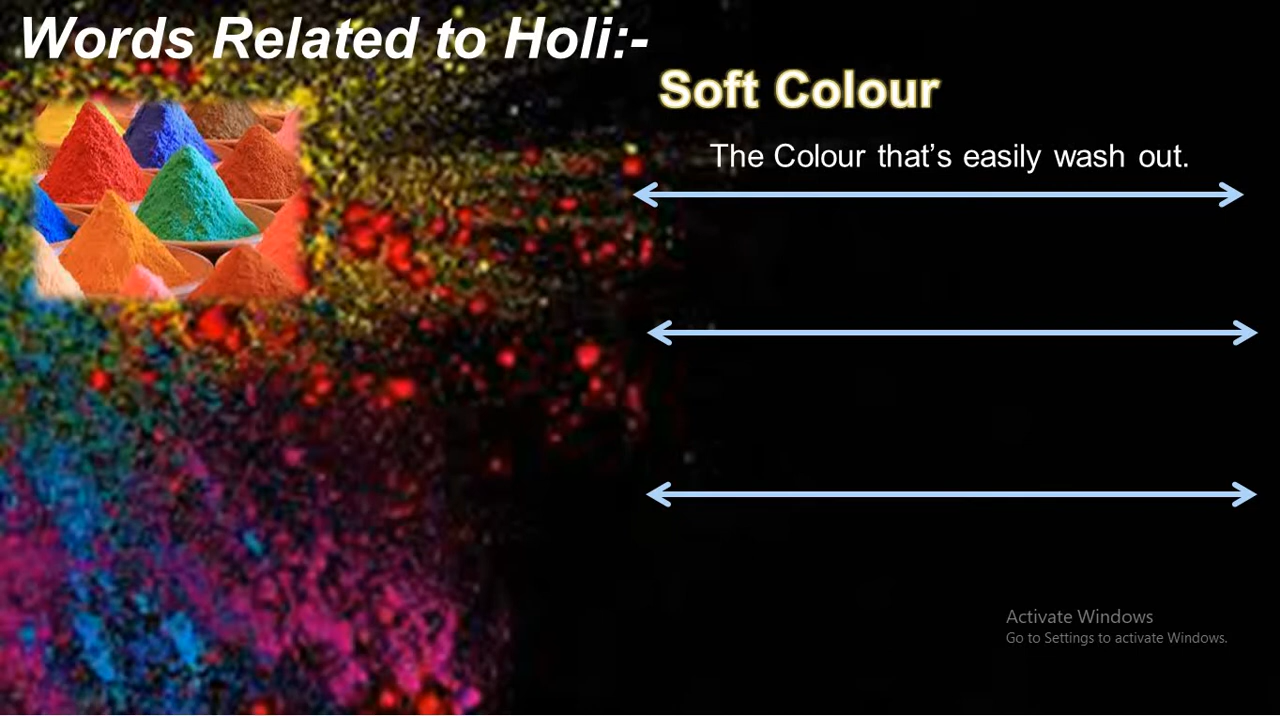 Words Related to Holi:-
Soft Colour
The Colour that’s easily wash out.
Activate Windows
Go to Settings to activate Windows.